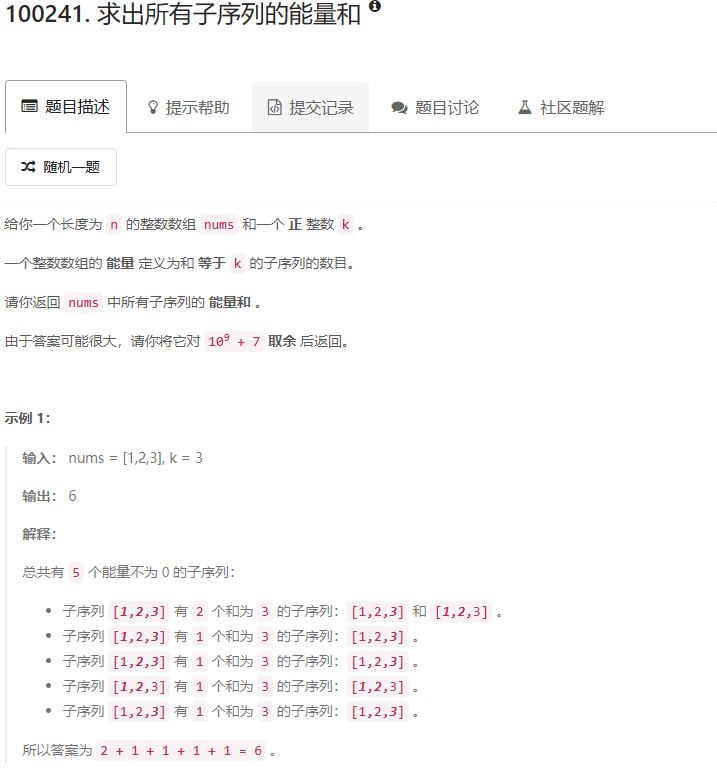 100241. 求出所有子序列的能量和
题目描述 提示帮助 提交记录 题目讨论 社区题解
随机一题
给你一个长度为 n 的整数数组 nums 和一个 正 整数 k 。
一个整数数组的 能量 定义为和 等于 k 的子序列的数目。
请你返回 nums 中所有子序列的 能量和 。
由于答案可能很大，请你将它对 10⁹ + 7 取余 后返回。
示例 1：
输入： nums = [1,2,3], k = 3
输出： 6
解释：
总共有 5 个能量不为 0 的子序列：
• 子序列 [1,2,3] 有 2 个和为 3 的子序列：[1,2,3] 和 [1,2,3] 。
• 子序列 [1,2,3] 有 1 个和为 3 的子序列：[1,2,3] 。
• 子序列 [1,2,3] 有 1 个和为 3 的子序列：[1,2,3] 。
• 子序列 [1,2,3] 有 1 个和为 3 的子序列：[1,2,3] 。
• 子序列 [1,2,3] 有 1 个和为 3 的子序列：[1,2,3] 。
所以答案为 2 + 1 + 1 + 1 + 1 = 6 。